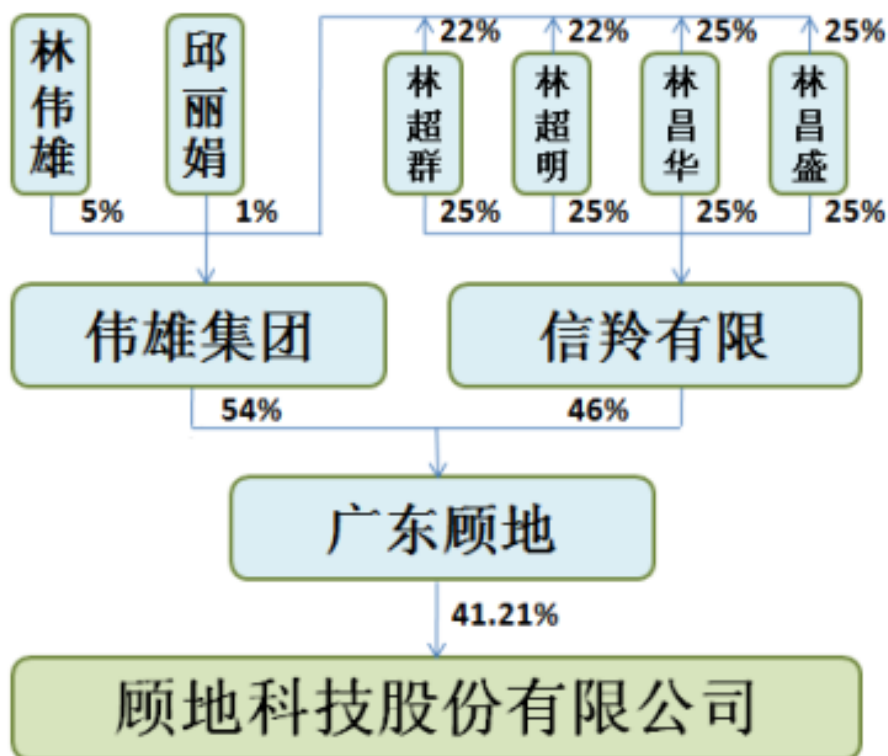 林伟雄
邱丽娟
22%
22%
25%
25%
林超群
林超明
林昌华
林昌盛
5%
1%
25%
25%
25%
25%
伟雄集团
信羚有限
54%
46%
广东顾地
41.21%
顾地科技股份有限公司